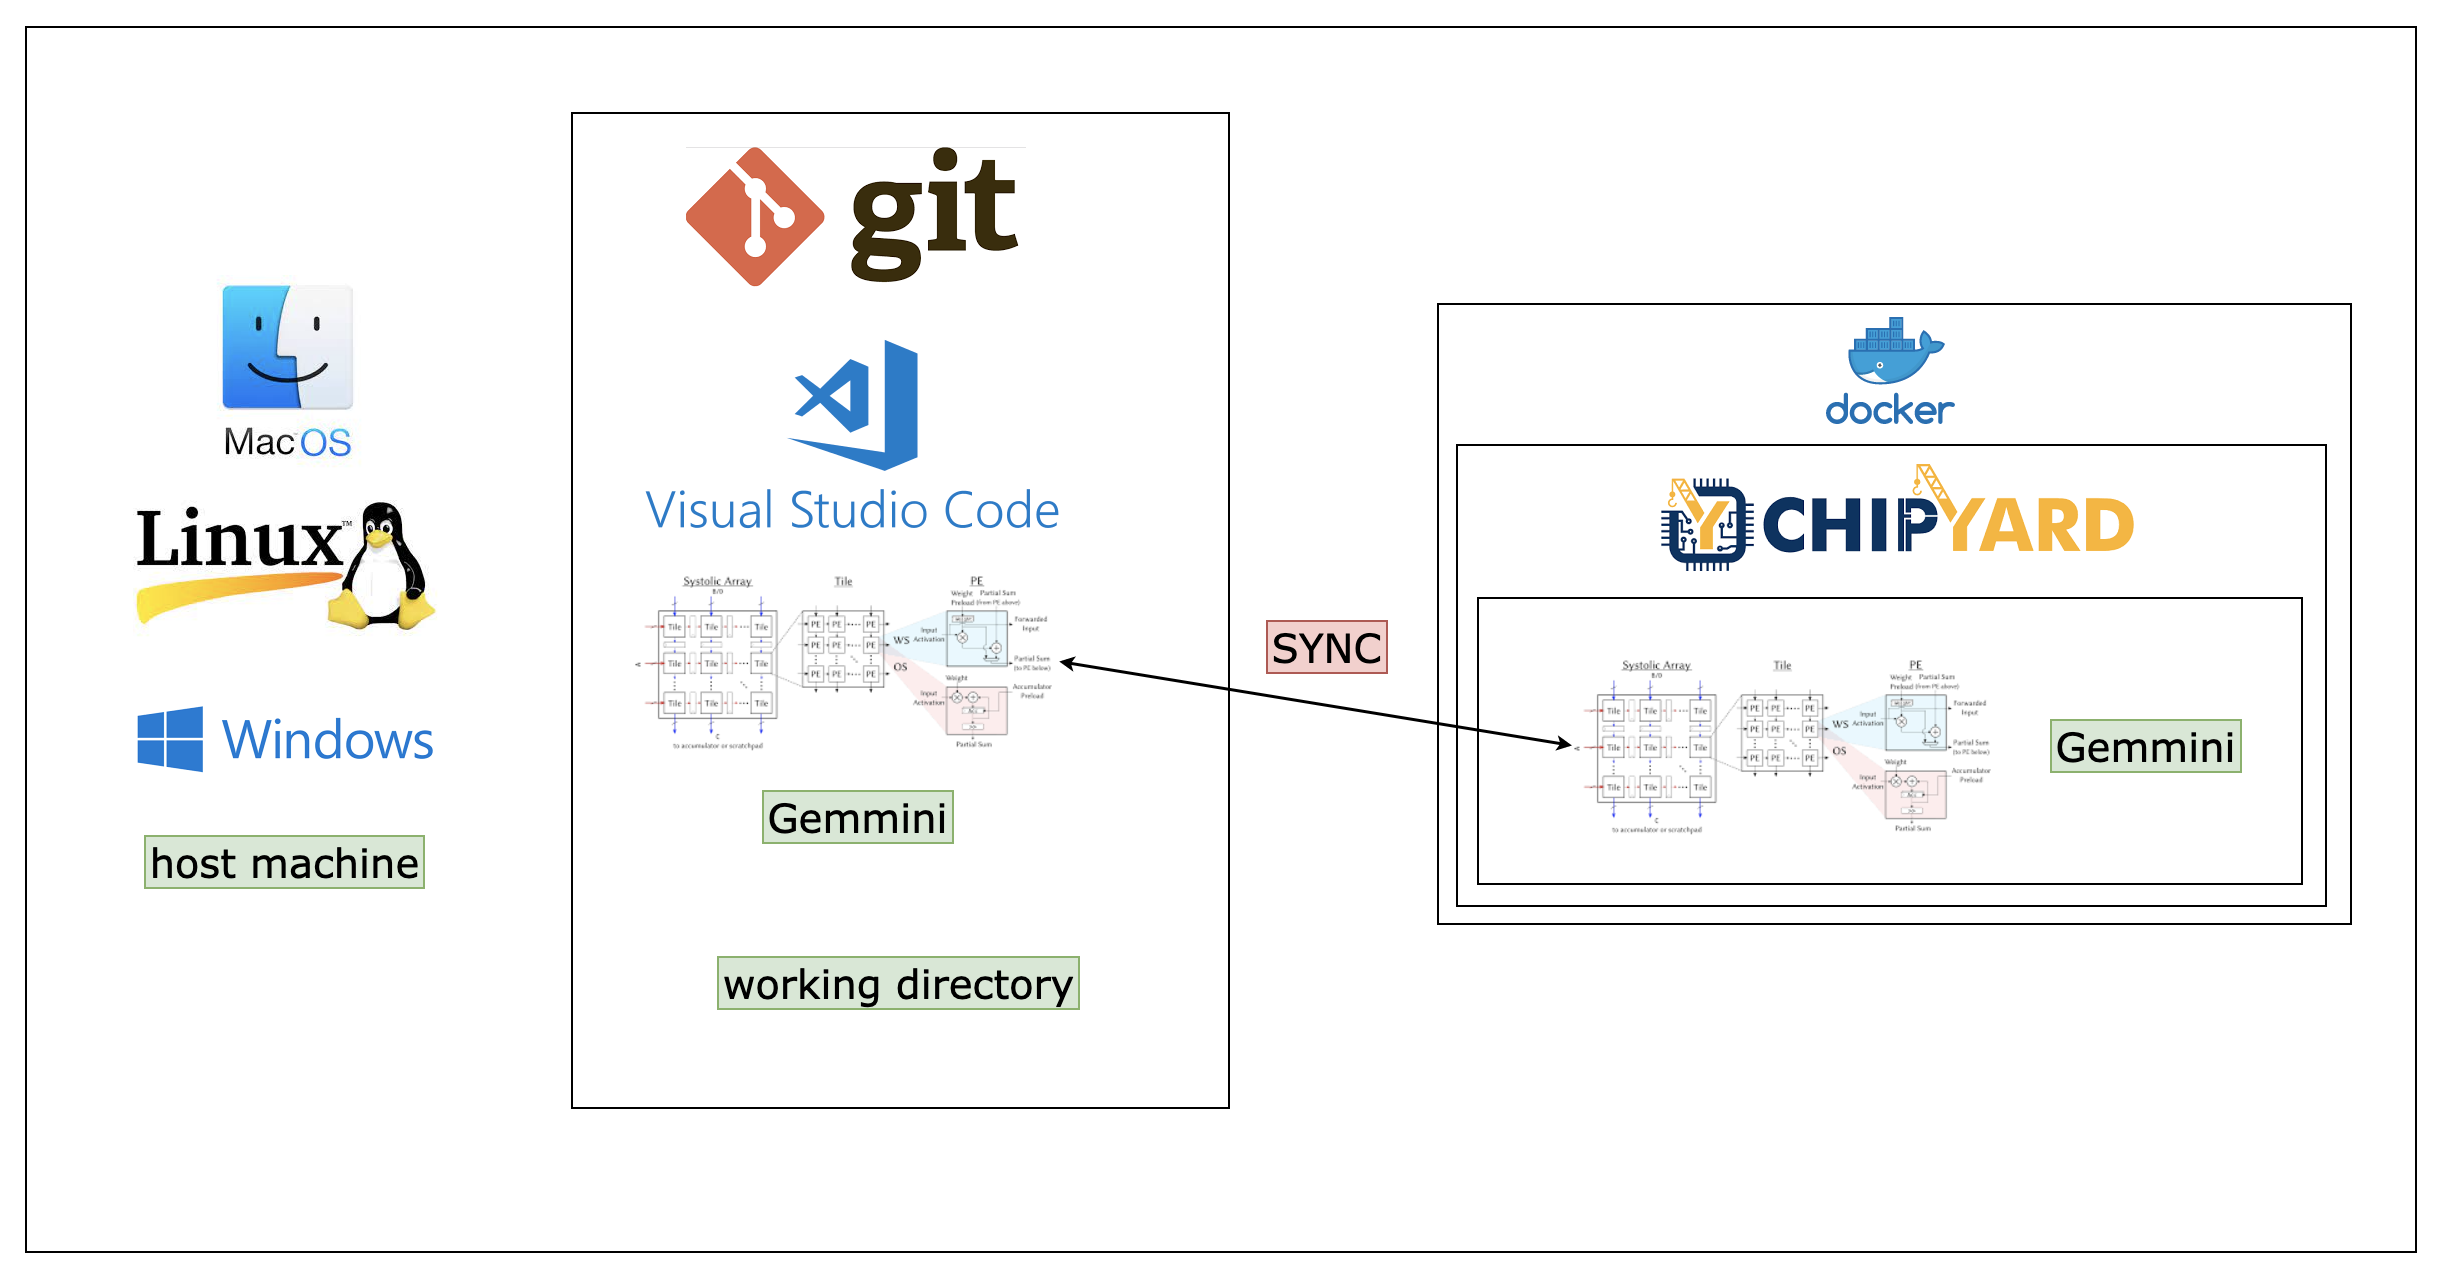 git
Visual Studio Code
MacOS
Linux™
Windows
host machine
Systolic Array
B/D
Tile
PE
Tile Tile Tile
Tile Tile Tile
Tile Tile Tile
C
to accumulator or scratchpad
PE PE PE
PE PE PE
PE PE PE
WS
OS
Weight Partial Sum
Preload (from PE above)
Input
Activation
Forwarded
Input
Partial Sum
(to PE below)
Weight
Input
Activation
Accumulator
Preload
Partial Sum
Gemmini
working directory
SYNC
docker
CHIPYARD
Systolic Array
B/D
Tile
PE
Tile Tile Tile
Tile Tile Tile
Tile Tile Tile
C
to accumulator or scratchpad
PE PE PE
PE PE PE
PE PE PE
WS
OS
Weight Partial Sum
Preload (from PE above)
Input
Activation
Forwarded
Input
Partial Sum
(to PE below)
Weight
Input
Activation
Accumulator
Preload
Partial Sum
Gemmini